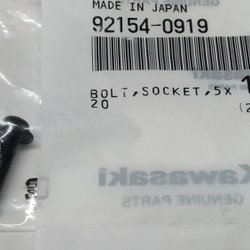 MADE IN JAPAN
92154-0919
BOLT,SOCKET,5X
20
Kawasaki
GENUINE PARTS